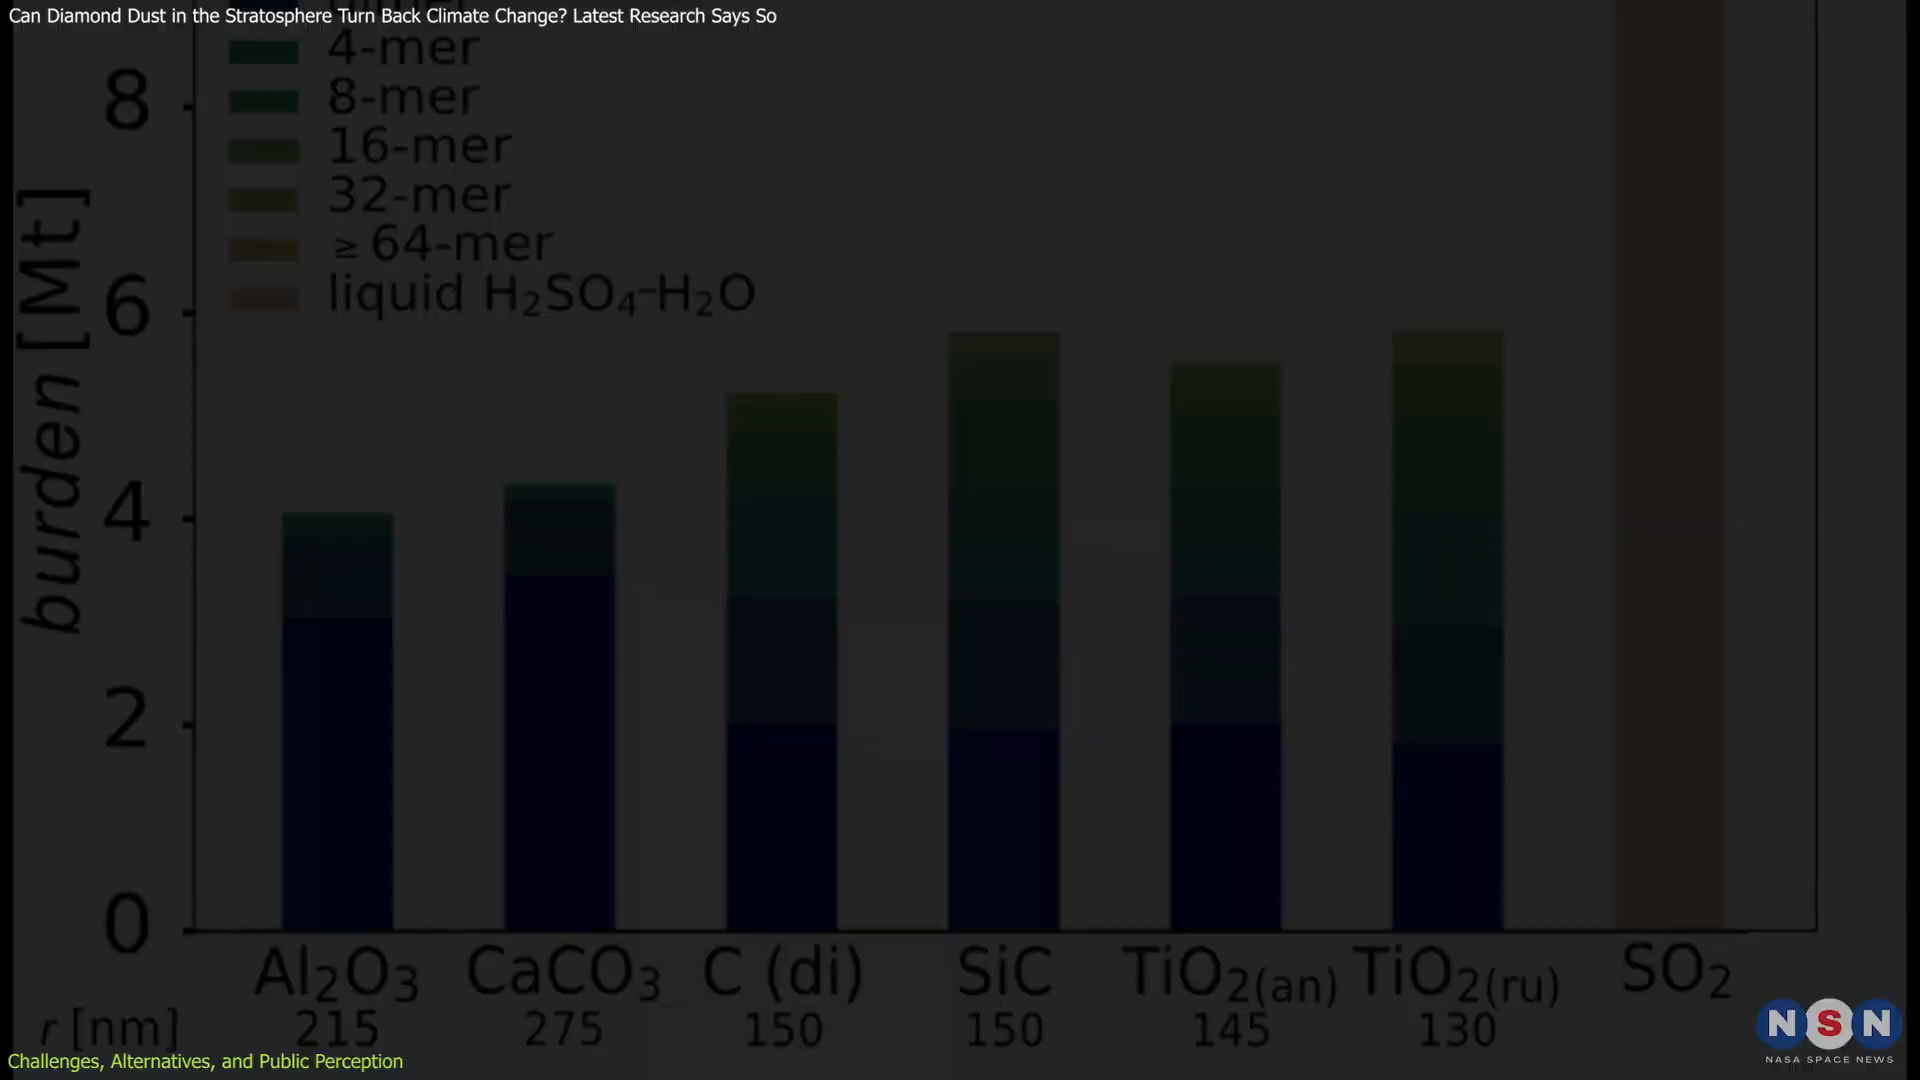 Can Diamond Dust in the Stratosphere Turn Back Climate Change? Latest Research Says So
4-mer
8-mer
16-mer
32-mer
≥ 64-mer
liquid H₂SO₄–H₂O
burden [Mt]
8
6
4
2
0
Al₂O₃ CaCO₃ C (di) SiC TiO₂(an) TiO₂(ru) SO₂
r [nm] 215 275 150 150 145 130
NSN
NASA SPACE NEWS
Challenges, Alternatives, and Public Perception